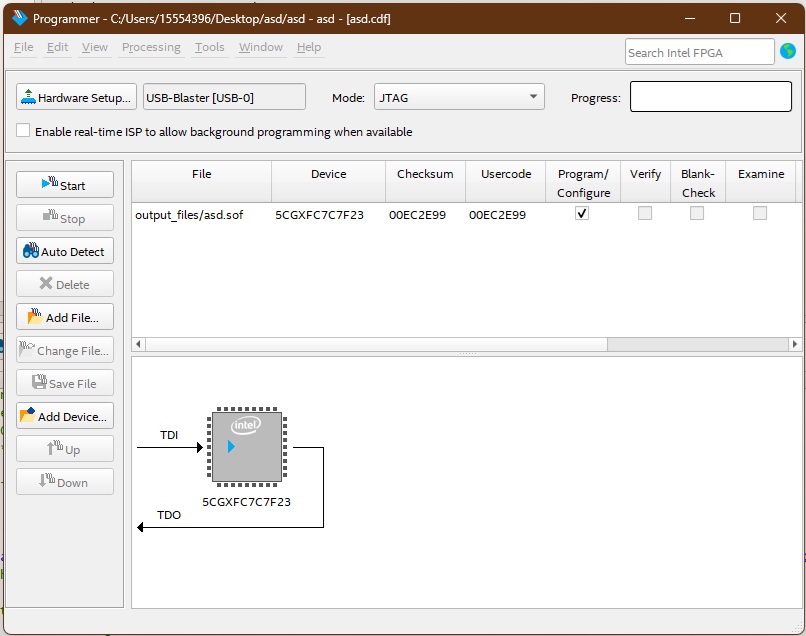 Programmer - C:/Users/15554396/Desktop/asd/asd - asd - [asd.cdf]
File Edit View Processing Tools Window Help
Search Intel FPGA
Hardware Setup... USB-Blaster [USB-0] Mode: JTAG Progress:
Enable real-time ISP to allow background programming when available
File Device Checksum Usercode Program/ Configure Verify Blank- Check Examine
output_files/asd.sof 5CGXFC7C7F23 00EC2E99 00EC2E99
Start
Stop
Auto Detect
Delete
Add File...
Change File...
Save File
Add Device...
Up
Down
TDI
intel
5CGXFC7C7F23
TDO